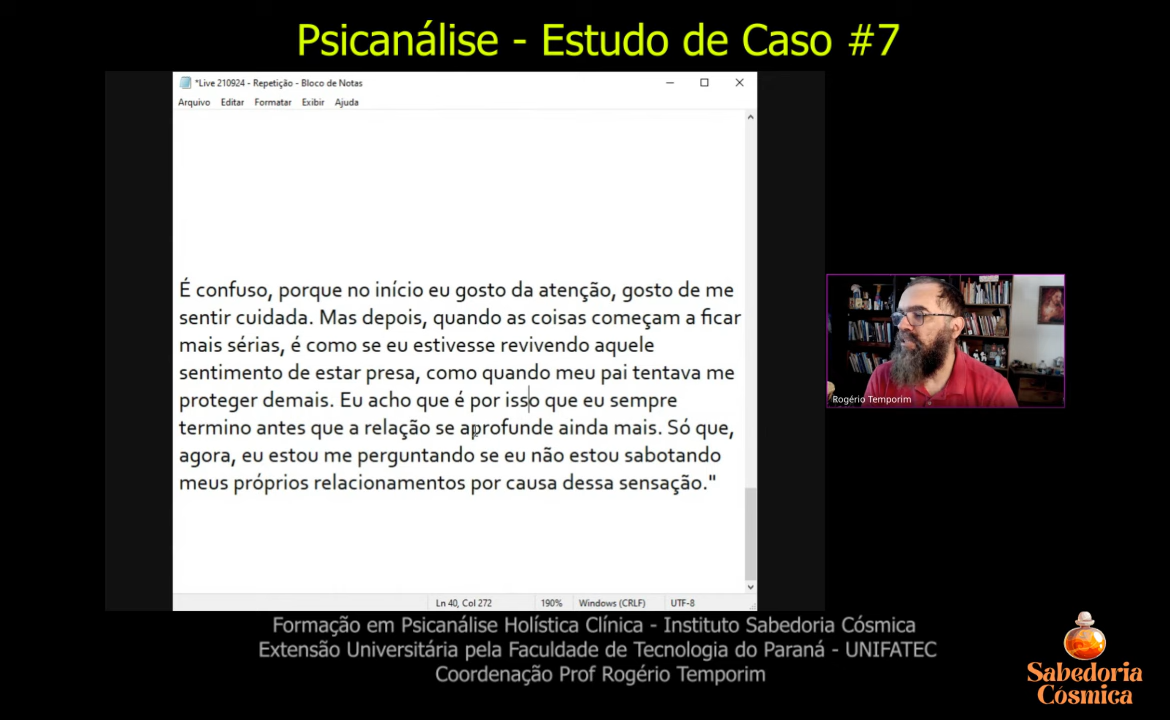 Psicanálise - Estudo de Caso #7
*Live 210924 - Repetição - Bloco de Notas
Arquivo Editar Formatar Exibir Ajuda
É confuso, porque no início eu gosto da atenção, gosto de me
sentir cuidada. Mas depois, quando as coisas começam a ficar
mais sérias, é como se eu estivesse revivendo aquele
sentimento de estar presa, como quando meu pai tentava me
proteger demais. Eu acho que é por isso que eu sempre
termino antes que a relação se aprofunde ainda mais. Só que,
agora, eu estou me perguntando se eu não estou sabotando
meus próprios relacionamentos por causa dessa sensação."
Ln 40, Col 272 190% Windows (CRLF) UTF-8
Rogério Temporim
Formação em Psicanálise Holística Clínica - Instituto Sabedoria Cósmica
Extensão Universitária pela Faculdade de Tecnologia do Paraná - UNIFATEC
Coordenação Prof Rogério Temporim
Sabedoria
Cósmica